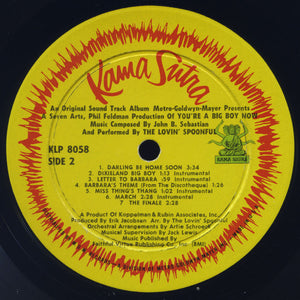 Kama Sutra
An Original Sound Track Album Metro-Goldwyn-Mayer Presents
A Seven Arts, Phil Feldman Production Of YOU'RE A BIG BOY NOW
Music Composed By John B. Sebastian
And Performed By THE LOVIN' SPOONFUL
KLP 8058
SIDE 2
KAMA SUTRA
1 DARLING BE HOME SOON 3:34
2 DIXIELAND BIG BOY 1:13 Instrumental
3 LETTER TO BARBARA :59 Instrumental
4 BARBARA'S THEME (From The Discotheque) 1:16
5 MISS THING'S THANG 2:02 Instrumental
6 MARCH 2:28 Instrumental
7 THE FINALE 2:28
A Product Of Koppelman & Rubin Associates, Inc.
Produced By Erik Jacobsen Arr. By The Lovin' Spoonful
Orchestration Arrangements of Artie Schroeck
Musical Supervision By Jack Lewis
Music Published By
Faithful Virtue Publishing Co., Inc. (BMI)